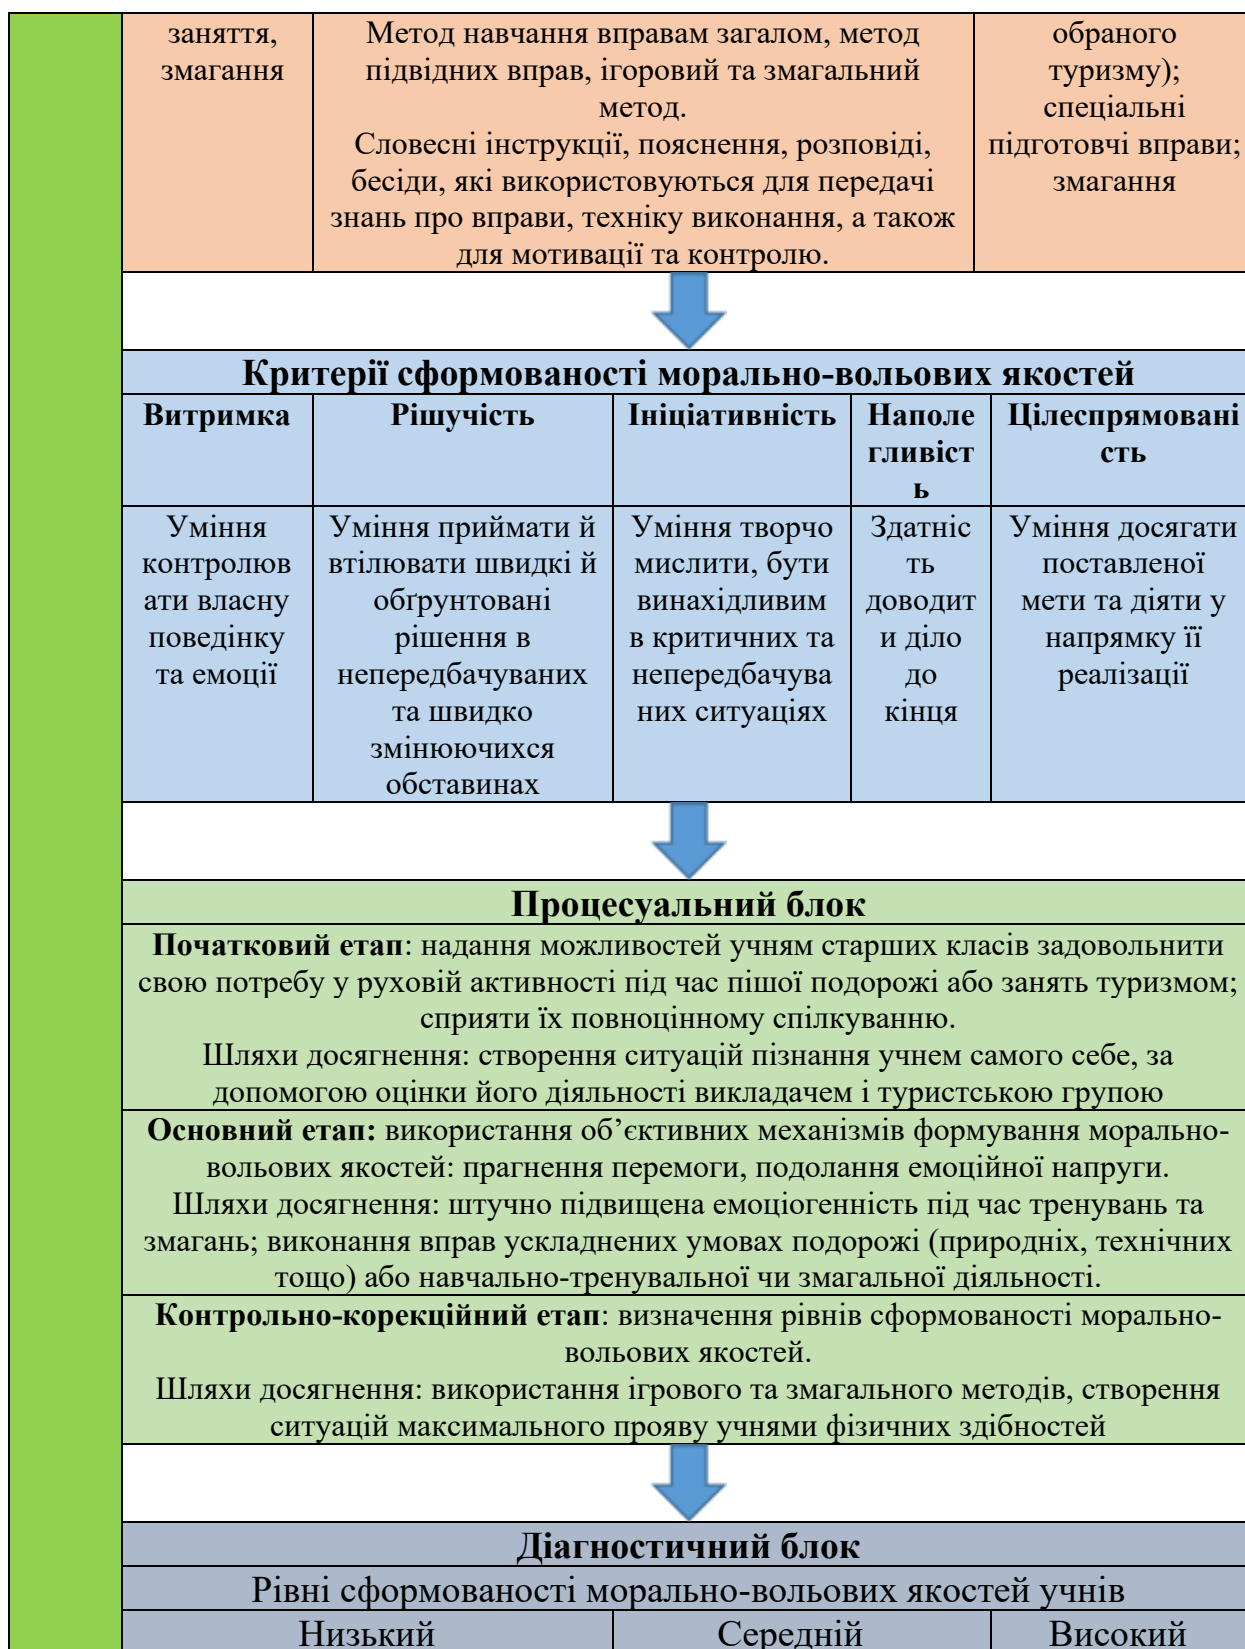 заняття,
змагання
Метод навчання вправам загалом, метод
підвідних вправ, ігоровий та змагальний
метод.
Словесні інструкції, пояснення, розповіді,
бесіди, які використовуються для передачі
знань про вправи, техніку виконання, а також
для мотивації та контролю.
обраного
туризму);
спеціальні
підготовчі вправи;
змагання
Критерії сформованості морально-вольових якостей
Витримка
Рішучість
Ініціативність
Наполе
гливіст
ь
Цілеспрямовані
сть
Уміння
контролюв
ати власну
поведінку
та емоції
Уміння приймати й
втілювати швидкі й
обґрунтовані
рішення в
непередбачуваних
та швидко
змінюючихся
обставинах
Уміння творчо
мислити, бути
винахідливим
в критичних та
непередбачува
них ситуаціях
Здатніс
ть
доводит
и діло
до
кінця
Уміння досягати
поставленої
мети та діяти у
напрямку її
реалізації
Процесуальний блок
Початковий етап: надання можливостей учням старших класів задовольнити
свою потребу у руховій активності під час пішої подорожі або занять туризмом;
сприяти їх повноцінному спілкуванню.
Шляхи досягнення: створення ситуацій пізнання учнем самого себе, за
допомогою оцінки його діяльності викладачем і туристською групою
Основний етап: використання об’єктивних механізмів формування морально-
вольових якостей: прагнення перемоги, подолання емоційної напруги.
Шляхи досягнення: штучно підвищена емоціогенність під час тренувань та
змагань; виконання вправ ускладнених умовах подорожі (природніх, технічних
тощо) або навчально-тренувальної чи змагальної діяльності.
Контрольно-корекційний етап: визначення рівнів сформованості морально-
вольових якостей.
Шляхи досягнення: використання ігрового та змагального методів, створення
ситуацій максимального прояву учнями фізичних здібностей
Діагностичний блок
Рівні сформованості морально-вольових якостей учнів
Низький
Середній
Високий